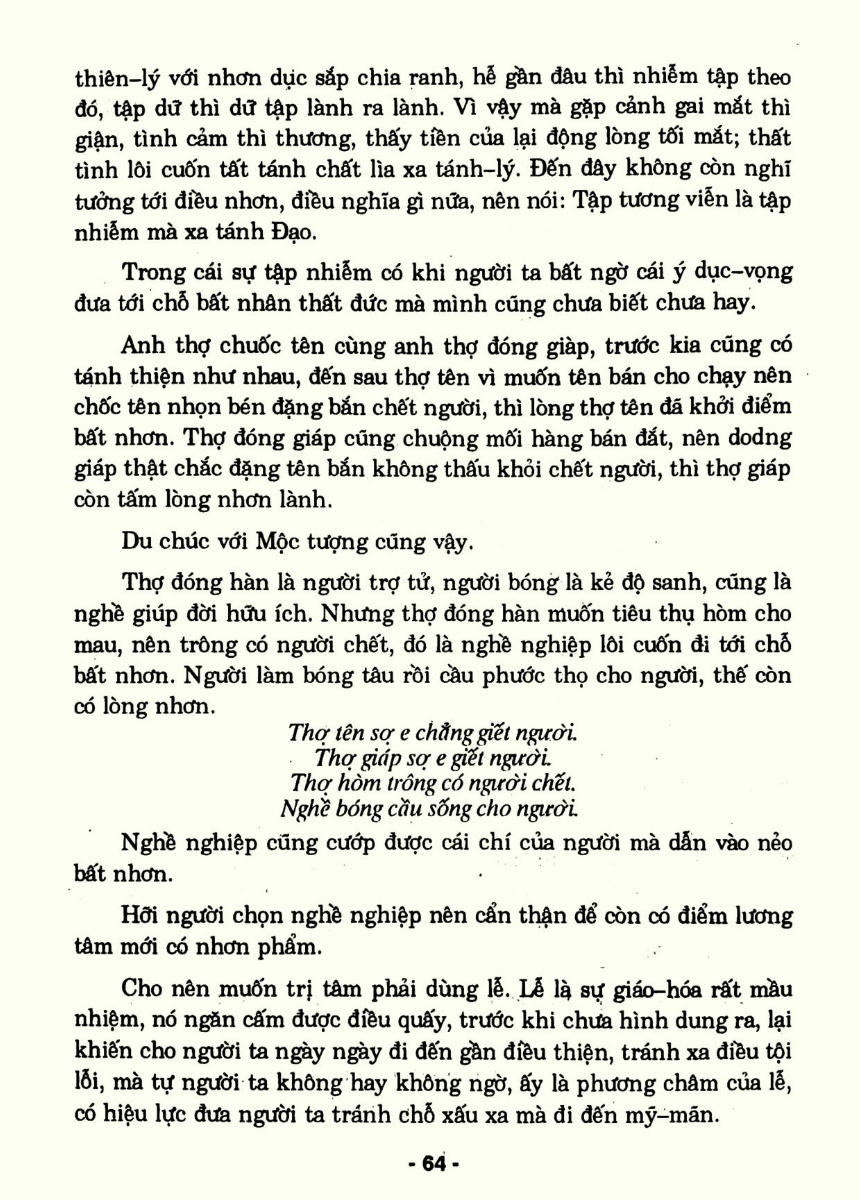 thiên–lý với nhơn dục sắp chia ranh, hễ gần đâu thì nhiễm tập theo
đó, tập dữ thì dữ tập lành ra lành. Vì vậy mà gặp cảnh gai mắt thì
giận, tình cảm thì thương, thấy tiền của lại động lòng tối mắt; thất
tình lôi cuốn tất tánh chất lìa xa tánh–lý. Đến đây không còn nghĩ
tưởng tới điều nhơn, điều nghĩa gì nữa, nên nói: Tập tương viễn là tập
nhiễm mà xa tánh Đạo.
Trong cái sự tập nhiễm có khi người ta bất ngờ cái ý dục–vọng
đưa tới chỗ bất nhân thất đức mà mình cũng chưa biết chưa hay.
Anh thợ chuốc tên cùng anh thợ đóng giàp, trước kia cũng có
tánh thiện như nhau, đến sau thợ tên vì muốn tên bán cho chạy nên
chốc tên nhọn bén đặng bắn chết người, thì lòng thợ tên đã khởi điểm
bất nhơn. Thợ đóng giáp cũng chuộng mối hàng bán đắt, nên dodng
giáp thật chắc đặng tên bắn không thấu khỏi chết người, thì thợ giáp
còn tấm lòng nhơn lành.
Du chúc với Mộc tượng cũng vậy.
Thợ đóng hàn là người trợ tử, người bóng là kẻ độ sanh, cũng là
nghề giúp đời hữu ích. Nhưng thợ đóng hàn muốn tiêu thụ hòm cho
mau, nên trông có người chết, đó là nghề nghiệp lôi cuốn đi tới chỗ
bất nhơn. Người làm bóng tâu rồi cầu phước thọ cho người, thế còn
có lòng nhơn.
Thợ tên sợ e chẳng giết người.
Thợ giáp sợ e giết người.
Thợ hòm trông có người chết.
Nghề bóng cầu sống cho người.
Nghề nghiệp cũng cướp được cái chí của người mà dẫn vào nẻo
bất nhơn.
Hỡi người chọn nghề nghiệp nên cẩn thận để còn có điểm lương
tâm mới có nhơn phẩm.
Cho nên muốn trị tâm phải dùng lễ. Lễ là sự giáo–hóa rất mầu
nhiệm, nó ngăn cấm được điều quấy, trước khi chưa hình dung ra, lại
khiến cho người ta ngày ngày đi đến gần điều thiện, tránh xa điều tội
lỗi, mà tự người ta không hay không ngờ, ấy là phương châm của lễ,
có hiệu lực đưa người ta tránh chỗ xấu xa mà đi đến mỹ–mãn.
- 64 -